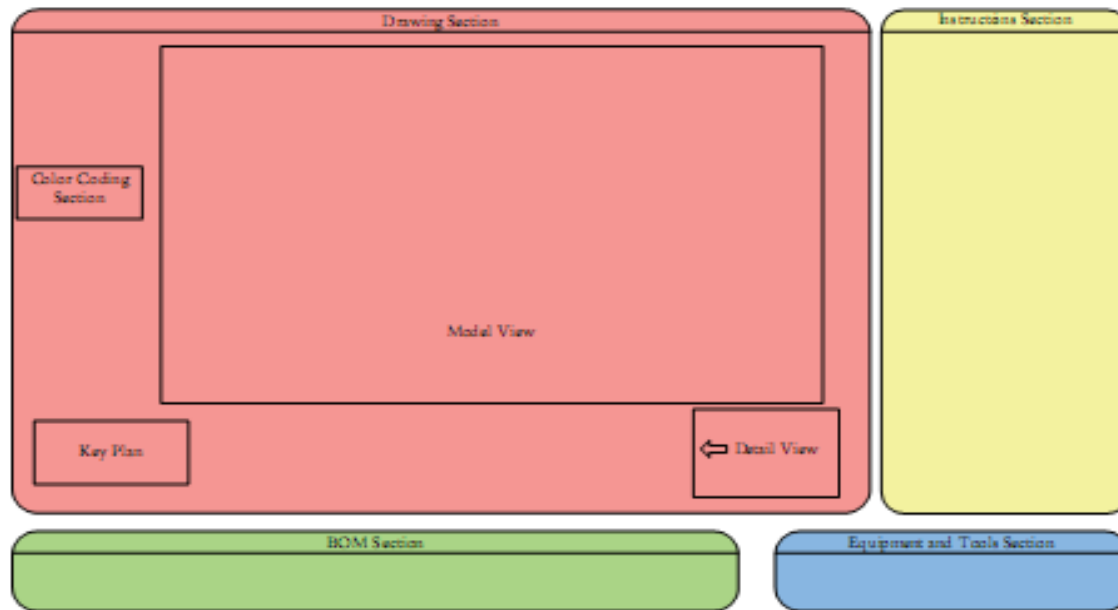 Drawing Section
Instructions Section
Color Coding
Section
Model View
Key Plan
Detail View
BOM Section
Equipment and Tools Section